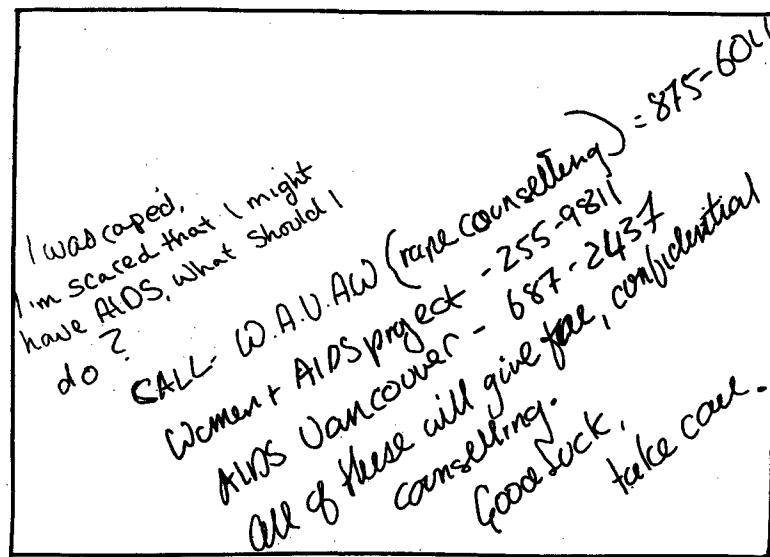 I was raped,
I'm scared that I might
have AIDS, what should I
do?
CALL - W.A.V.AW (rape counselling) = 875-6011
Women + AIDS project - 255-9811
AIDS Vancouver - 687-2437
all of these will give free, confidential
counselling.
Good luck,
take care.